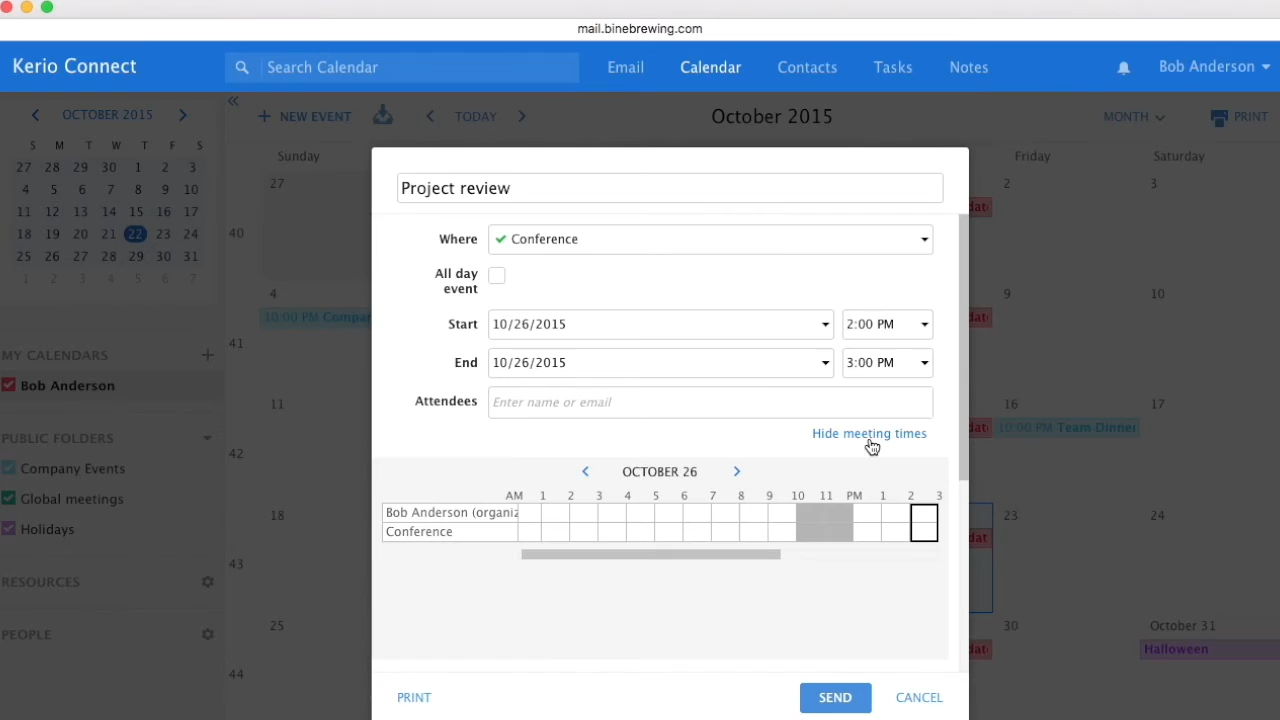 mail.binebrewing.com
Kerio Connect
Search Calendar
Email
Calendar
Contacts
Tasks
Notes
Bob Anderson
OCTOBER 2015
S M T W T F S
27 28 29 30 1 2 3
4 5 6 7 8 9 10
11 12 13 14 15 16 17
18 19 20 21 22 23 24
25 26 27 28 29 30 31
1 2 3 4 5 6 7
MY CALENDARS
Bob Anderson
PUBLIC FOLDERS
Company Events
Global meetings
Holidays
RESOURCES
PEOPLE
NEW EVENT
TODAY
October 2015
MONTH
PRINT
Sunday
Friday
Saturday
27
2
3
40
4
9
10
10:00 PM Compar
41
11
16
17
10:00 PM Team Dinner
42
18
23
24
43
25
30
October 31
Halloween
44
Project review
Where
Conference
All day
event
Start
10/26/2015
2:00 PM
End
10/26/2015
3:00 PM
Attendees
Enter name or email
Hide meeting times
OCTOBER 26
AM 1 2 3 4 5 6 7 8 9 10 11 PM 1 2 3
Bob Anderson (organiz
Conference
PRINT
SEND
CANCEL